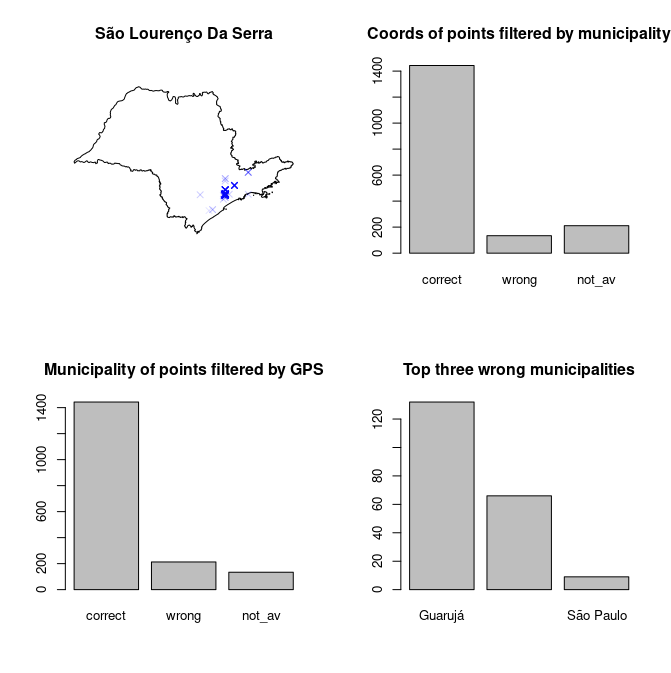 São Lourenço Da Serra
Coords of points filtered by municipality
0 200 600 1000 1400
correct wrong not_av
Municipality of points filtered by GPS
0 200 600 1000 1400
correct wrong not_av
Top three wrong municipalities
0 20 40 60 80 120
Guarujá São Paulo